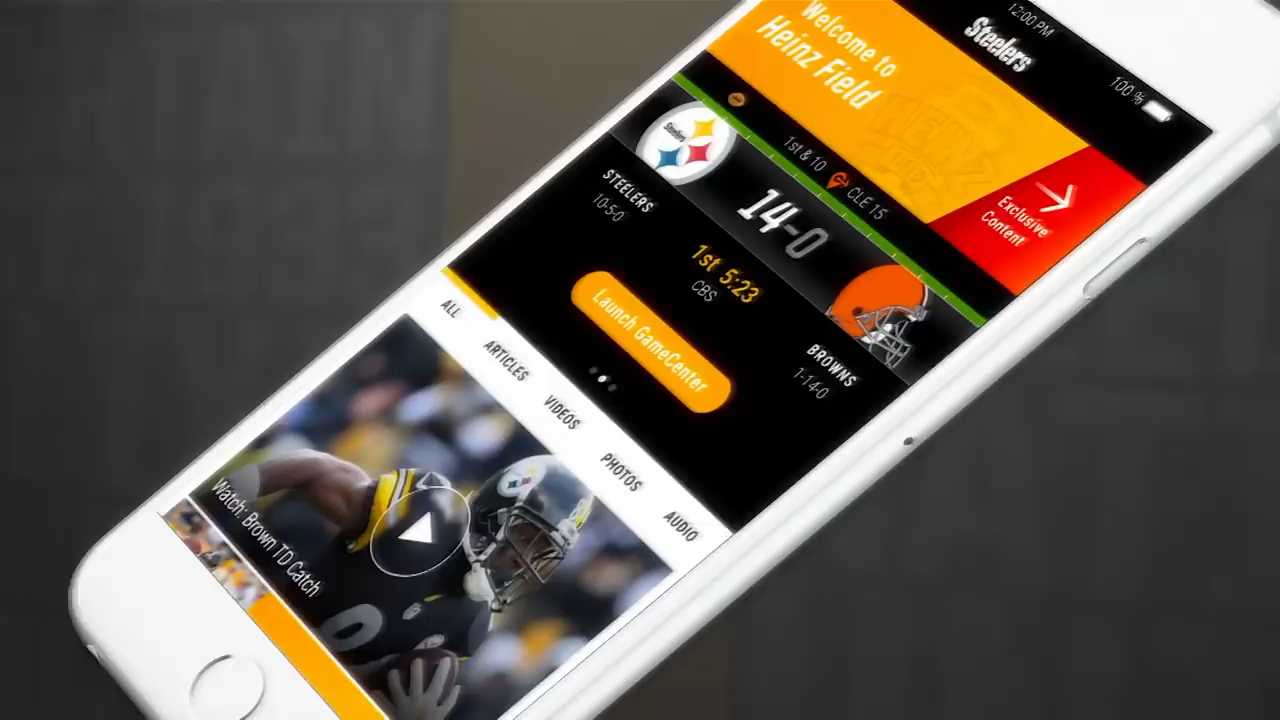 12:00 PM
Steelers
100 %
Welcome to
Heinz Field
Exclusive
Content
1st & 10
CLE 15
Steelers
STEELERS
10-5-0
14-0
1st 5:23
CBS
BROWNS
1-14-0
Launch GameCenter
ALL
ARTICLES
VIDEOS
PHOTOS
AUDIO
Watch: Brown TD Catch